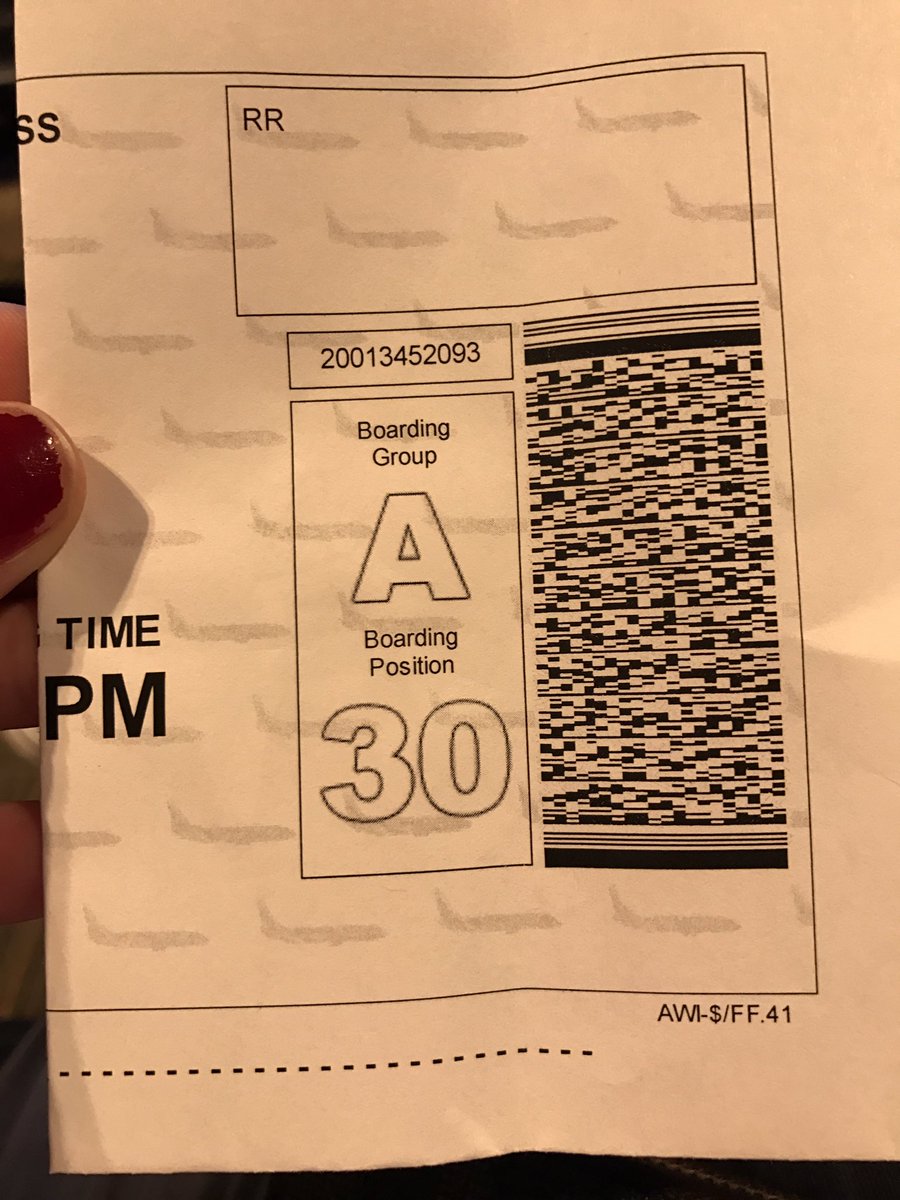 SS
RR
20013452093
Boarding
Group
A
Boarding
Position
30
TIME
PM
AWI-$/FF.41